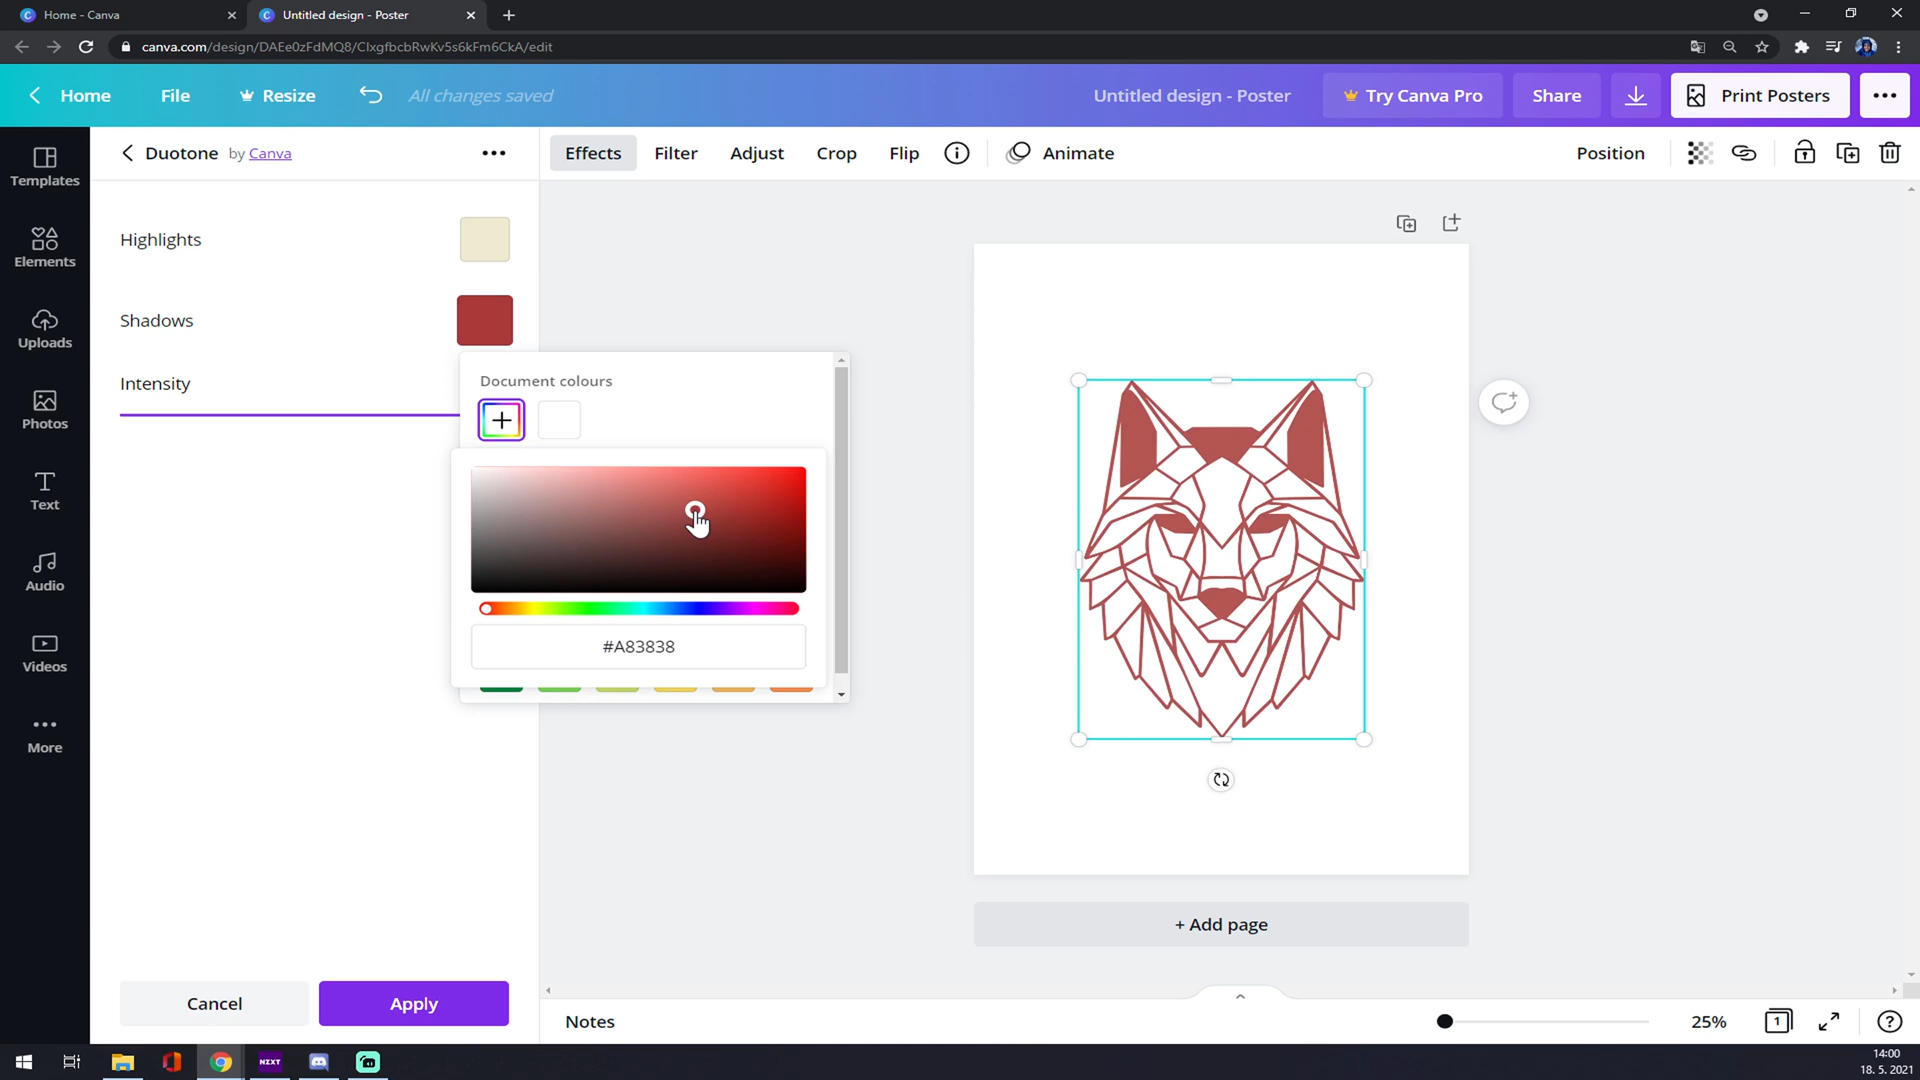 Home - Canva
Untitled design - Poster
canva.com/design/DAEe0zFdMQ8/CIxgfbcbRwKv5s6kFm6CkA/edit
Home
File
Resize
All changes saved
Untitled design - Poster
Try Canva Pro
Share
Print Posters
Templates
Elements
Uploads
Photos
Text
Audio
Videos
More
Duotone by Canva
Highlights
Shadows
Intensity
Effects
Filter
Adjust
Crop
Flip
Animate
Position
Document colours
#A83838
+ Add page
Cancel
Apply
Notes
25%
1
NZXT
14:00
18. 5. 2021